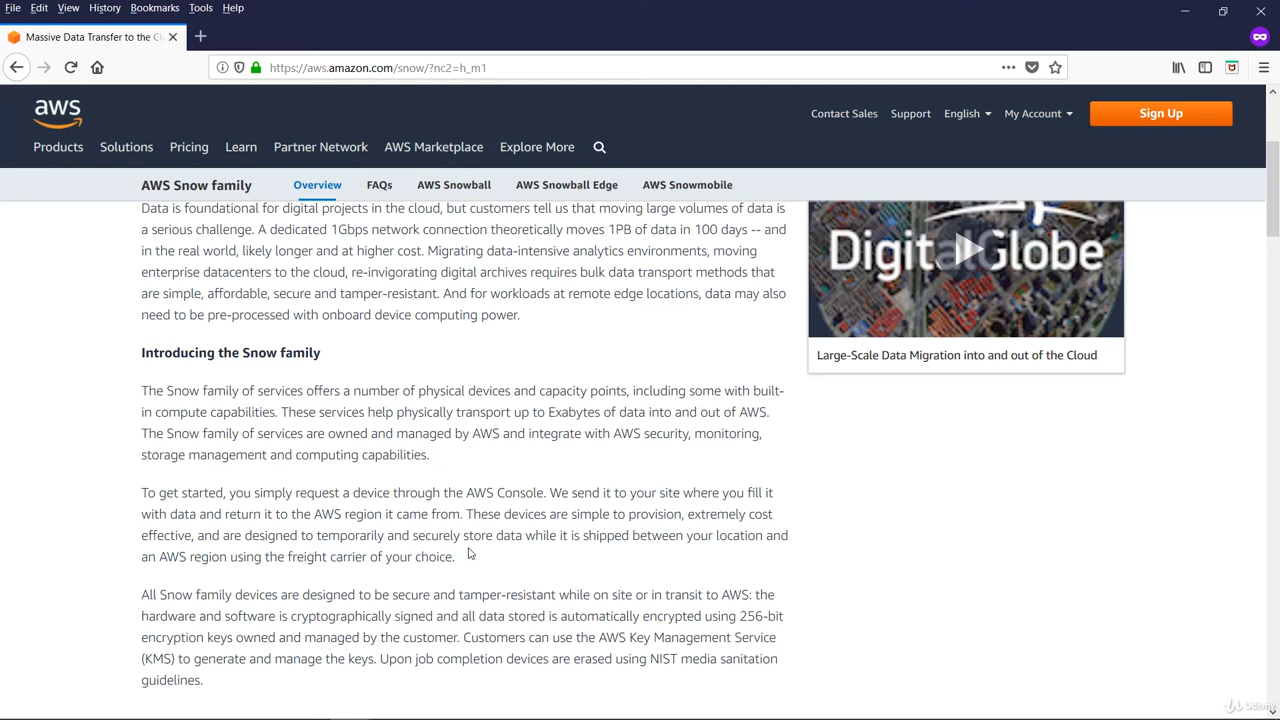 File Edit View History Bookmarks Tools Help
Massive Data Transfer to the Cl
https://aws.amazon.com/snow/?nc2=h_m1
aws
Contact Sales Support English My Account Sign Up
Products Solutions Pricing Learn Partner Network AWS Marketplace Explore More
AWS Snow family Overview FAQs AWS Snowball AWS Snowball Edge AWS Snowmobile
Data is foundational for digital projects in the cloud, but customers tell us that moving large volumes of data is
a serious challenge. A dedicated 1Gbps network connection theoretically moves 1PB of data in 100 days -- and
in the real world, likely longer and at higher cost. Migrating data-intensive analytics environments, moving
enterprise datacenters to the cloud, re-invigorating digital archives requires bulk data transport methods that
are simple, affordable, secure and tamper-resistant. And for workloads at remote edge locations, data may also
need to be pre-processed with onboard device computing power.
DigitalGlobe
Large-Scale Data Migration into and out of the Cloud
Introducing the Snow family
The Snow family of services offers a number of physical devices and capacity points, including some with built-
in compute capabilities. These services help physically transport up to Exabytes of data into and out of AWS.
The Snow family of services are owned and managed by AWS and integrate with AWS security, monitoring,
storage management and computing capabilities.
To get started, you simply request a device through the AWS Console. We send it to your site where you fill it
with data and return it to the AWS region it came from. These devices are simple to provision, extremely cost
effective, and are designed to temporarily and securely store data while it is shipped between your location and
an AWS region using the freight carrier of your choice.
All Snow family devices are designed to be secure and tamper-resistant while on site or in transit to AWS: the
hardware and software is cryptographically signed and all data stored is automatically encrypted using 256-bit
encryption keys owned and managed by the customer. Customers can use the AWS Key Management Service
(KMS) to generate and manage the keys. Upon job completion devices are erased using NIST media sanitation
guidelines.
Udemy